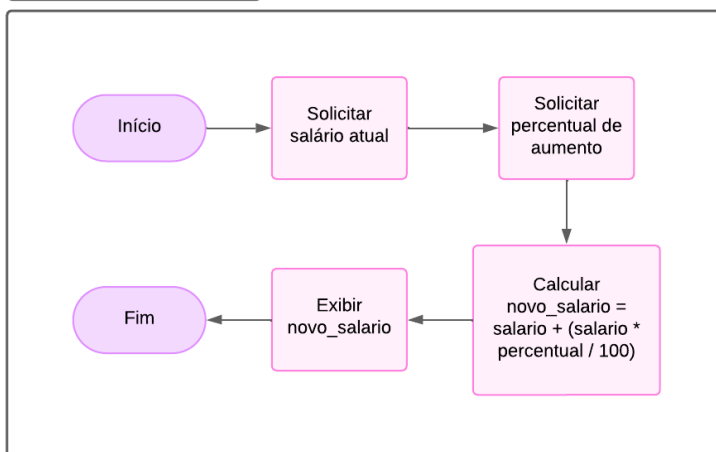 Início
Solicitar
salário atual
Solicitar
percentual de
aumento
Calcular
novo_salario =
salario + (salario *
percentual / 100)
Exibir
novo_salario
Fim